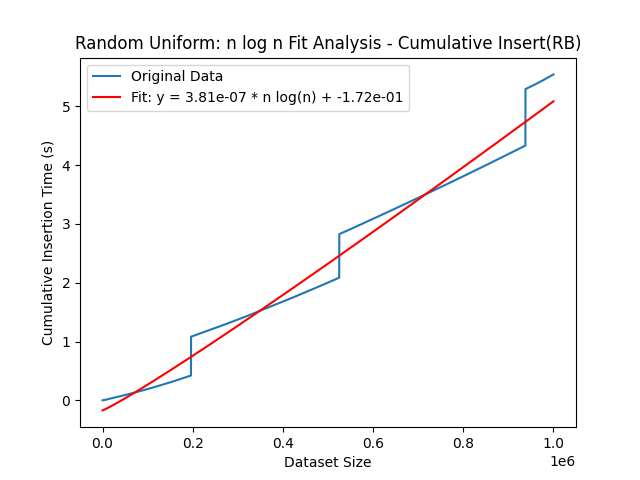 Random Uniform: n log n Fit Analysis - Cumulative Insert(RB)
Original Data
Fit: y = 3.81e-07 * n log(n) + -1.72e-01
Cumulative Insertion Time (s)
5
4
3
2
1
0
0.0 0.2 0.4 0.6 0.8 1.0
1e6
Dataset Size